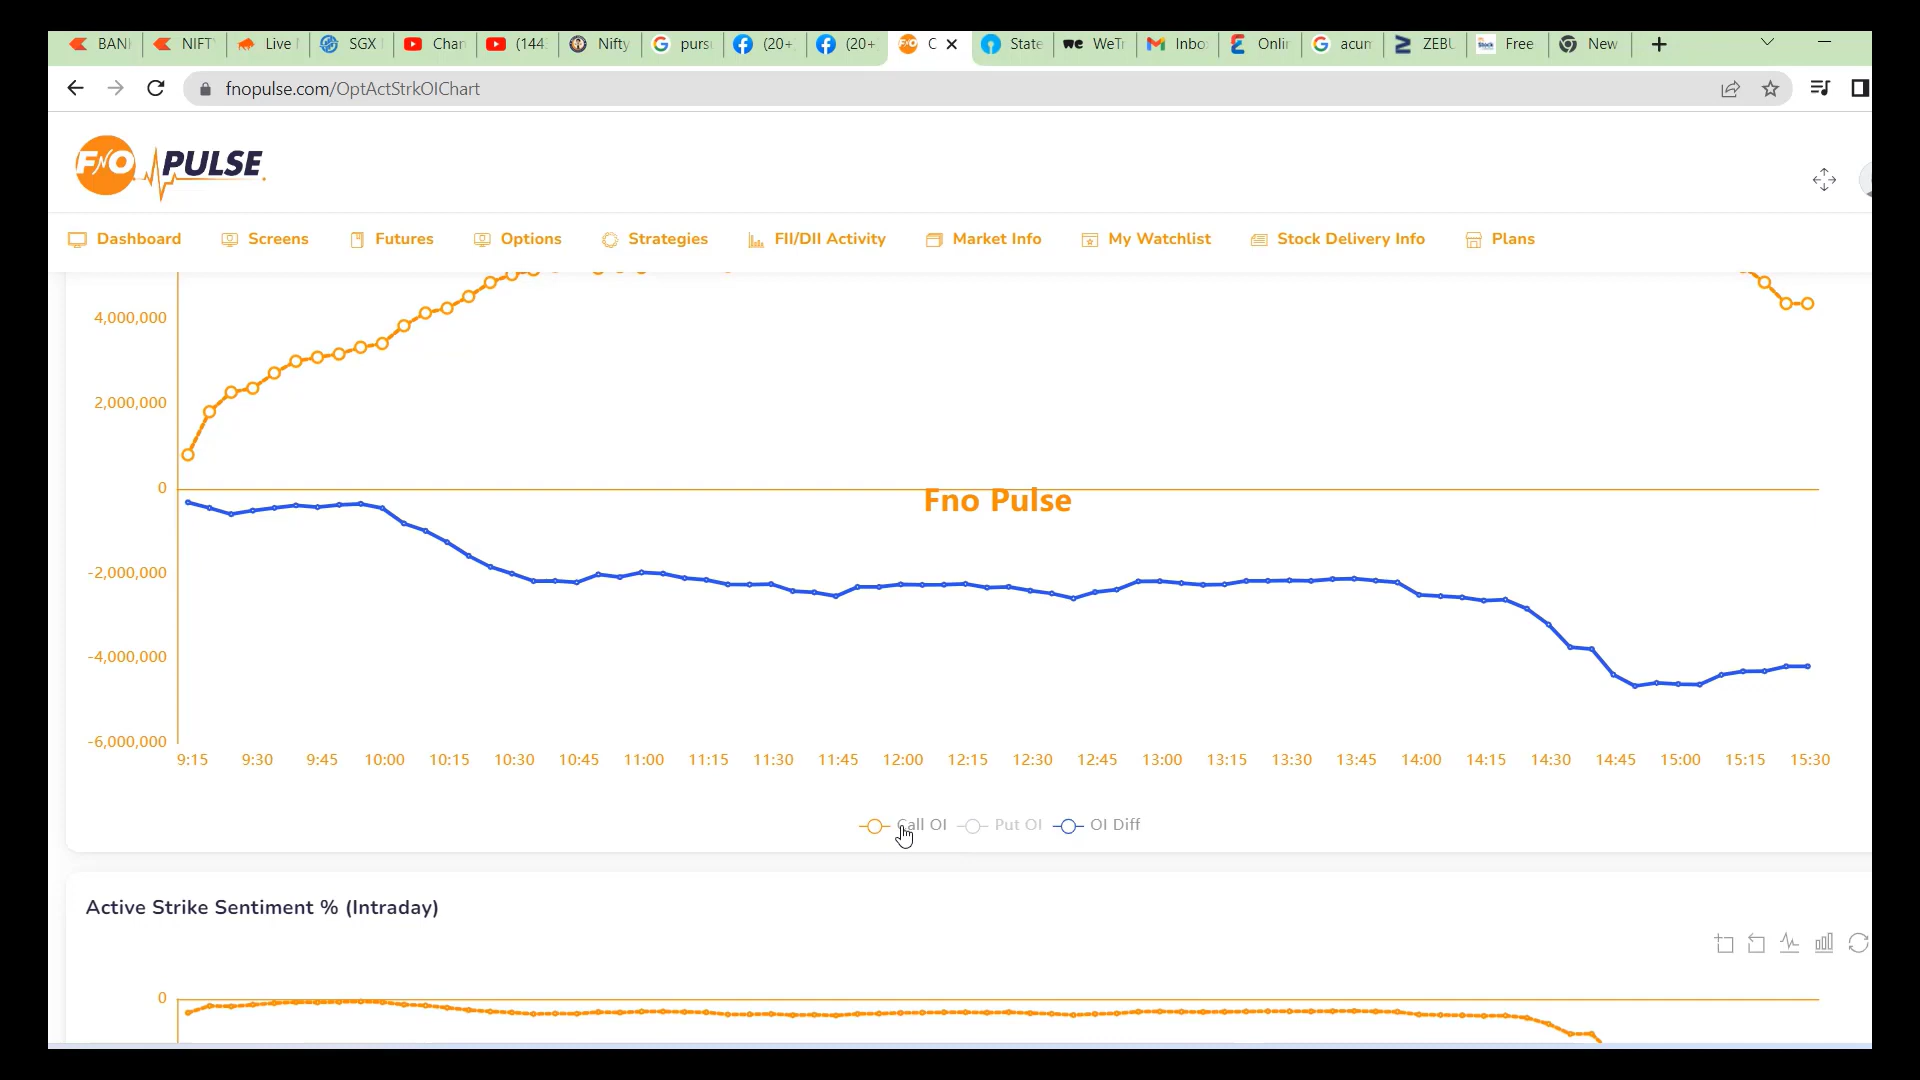 BANK NIFTY Live SGX Chan (144 Nifty pursu (20+ (20+ C State WeTr Inbo Onlin acum ZEBU Free New
fnopulse.com/OptActStrkOIChart
FNO PULSE
Dashboard Screens Futures Options Strategies FII/DII Activity Market Info My Watchlist Stock Delivery Info Plans
4,000,000
2,000,000
0
Fno Pulse
-2,000,000
-4,000,000
-6,000,000
9:15 9:30 9:45 10:00 10:15 10:30 10:45 11:00 11:15 11:30 11:45 12:00 12:15 12:30 12:45 13:00 13:15 13:30 13:45 14:00 14:15 14:30 14:45 15:00 15:15 15:30
Call OI Put OI OI Diff
Active Strike Sentiment % (Intraday)
0